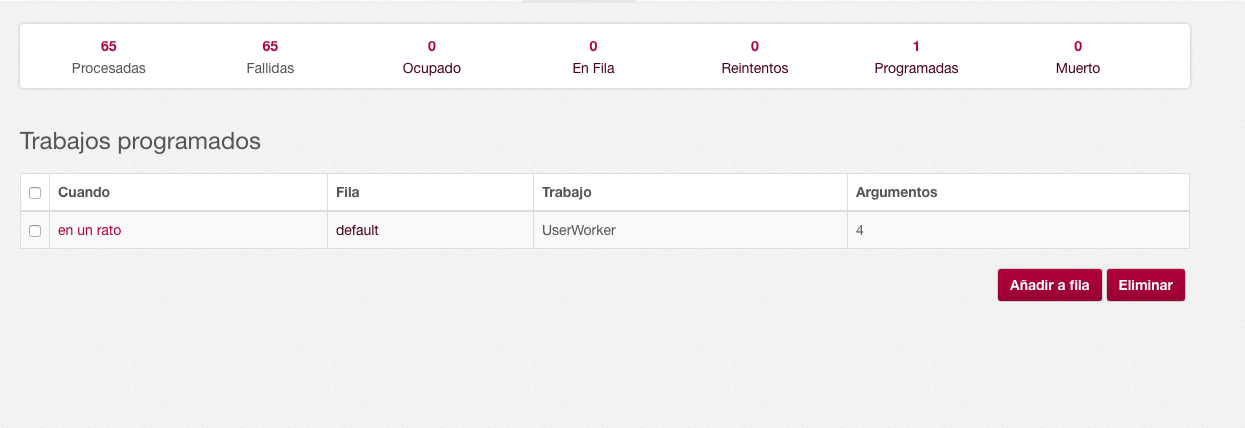 65 65 0 0 0 1 0
Procesadas Fallidas Ocupado En Fila Reintentos Programadas Muerto
Trabajos programados
Cuando Fila Trabajo Argumentos
en un rato default UserWorker 4
Añadir a fila Eliminar